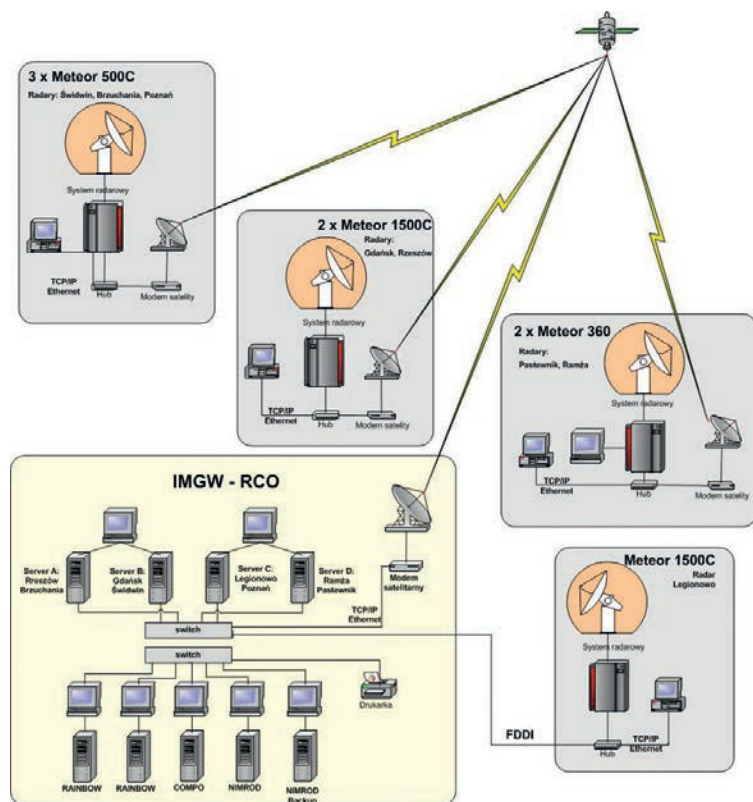 3 x Meteor 500C
Radary: Świdwin, Brzuchania, Poznań
System radarowy
TCP/IP
Ethernet
Hub
Modem satelity
2 x Meteor 1500C
Radary:
Gdańsk, Rzeszów
System radarowy
TCP/IP
Ethernet
Hub
Modem satelity
2 x Meteor 360
Radary:
Pastewnik, Ramża
System radarowy
TCP/IP
Ethernet
Hub
Modem satelity
IMGW - RCO
Server A:
Rreszów
Brzuchania
Server B:
Gdańsk
Świdwin
Server C:
Legionowo
Poznań
Server D:
Ramża
Pastewnik
Modem
satelitarny
TCP/IP
Ethernet
switch
switch
Drukarka
RAINBOW
RAINBOW
COMPO
NIMROD
NIMROD
Backup
Meteor 1500C
Radar
Legionowo
System radarowy
FDDI
Hub
TCP/IP
Ethernet